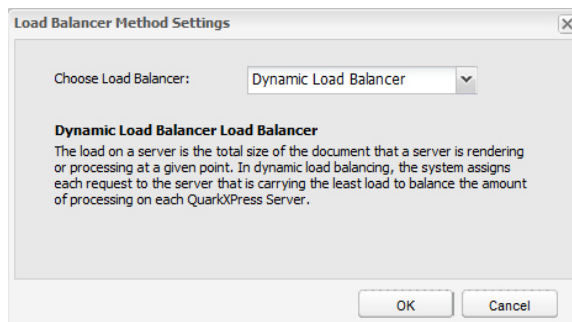 Load Balancer Method Settings
Choose Load Balancer:
Dynamic Load Balancer
Dynamic Load Balancer Load Balancer
The load on a server is the total size of the document that a server is rendering
or processing at a given point. In dynamic load balancing, the system assigns
each request to the server that is carrying the least load to balance the amount
of processing on each QuarkXPress Server.
OK
Cancel